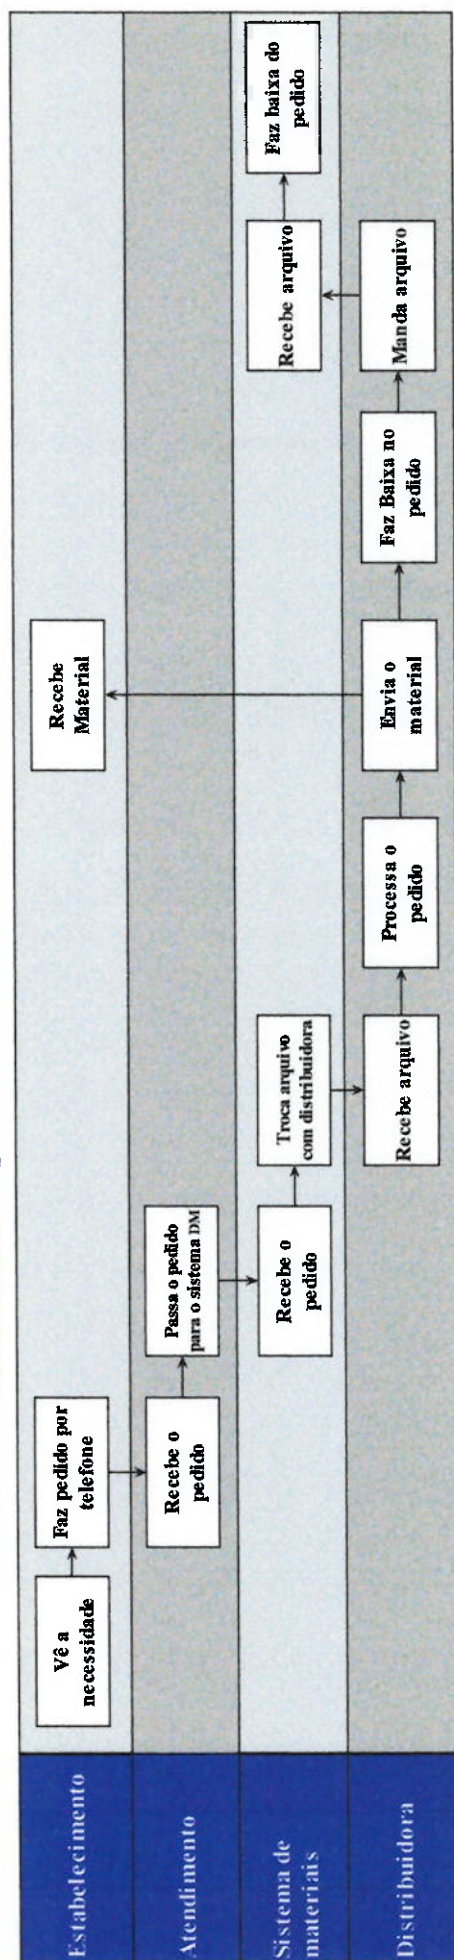 Estabelecimento
Vê a
necessidade
Faz pedido por
telefone
Recebe
Material
Atendimento
Recebe o
pedido
Passa o pedido
para o sistema DM
Sistema de
materiais
Recebe o
pedido
Troca arquivo
com distribuidora
Recebe arquivo
Faz baixa do
pedido
Distribuidora
Recebe arquivo
Processa o
pedido
Envia o
material
Faz Baixa no
pedido
Manda arquivo